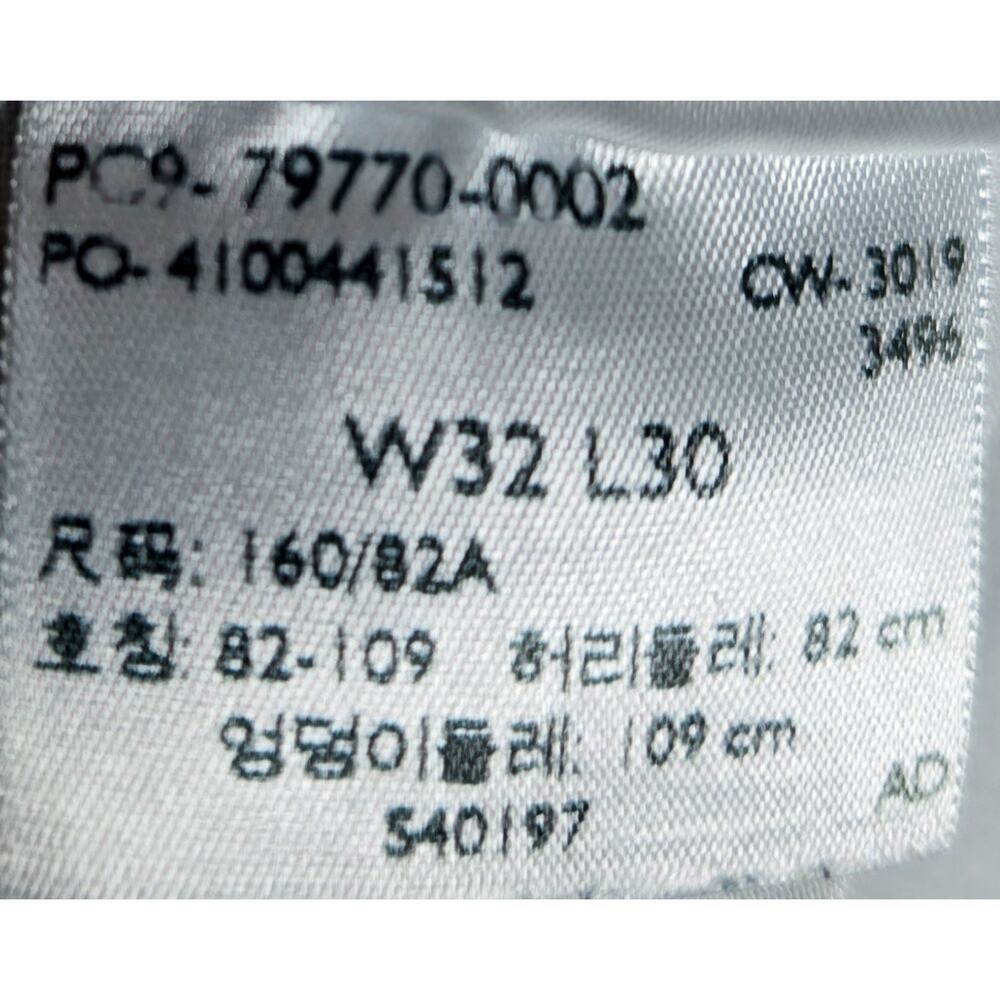 PC9-79770-0002
PO-4100441512 CW-3019
3496
W32 L30
尺码: 160/82A
호칭: 82-109 허리둘레: 82 cm
엉덩이둘레: 109 cm
AD
540197